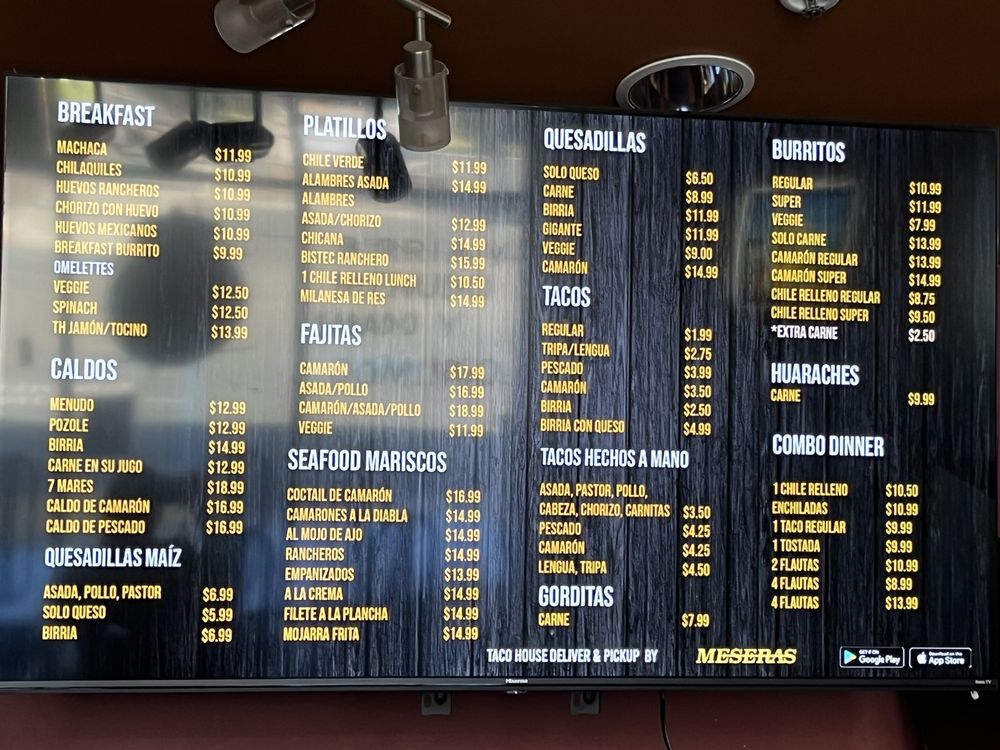 BREAKFAST
MACHACA $11.99
CHILAQUILES $10.99
HUEVOS RANCHEROS $10.99
CHORIZO CON HUEVO $10.99
HUEVOS MEXICANOS $10.99
BREAKFAST BURRITO $9.99
OMELETTES
VEGGIE $12.50
SPINACH $12.50
TH JAMÓN/TOCINO $13.99
CALDOS
MENUDO $12.99
POZOLE $12.99
BIRRIA $14.99
CARNE EN SU JUGO $12.99
7 MARES $18.99
CALDO DE CAMARÓN $16.99
CALDO DE PESCADO $16.99
QUESADILLAS MAÍZ
ASADA, POLLO, PASTOR $6.99
SOLO QUESO $5.99
BIRRIA $6.99
PLATILLOS
CHILE VERDE $11.99
ALAMBRES ASADA $14.99
ALAMBRES
ASADA/CHORIZO $12.99
CHICANA $14.99
BISTEC RANCHERO $15.99
1 CHILE RELLENO LUNCH $10.50
MILANESA DE RES $14.99
FAJITAS
CAMARÓN $17.99
ASADA/POLLO $16.99
CAMARÓN/ASADA/POLLO $18.99
VEGGIE $11.99
SEAFOOD MARISCOS
COCTAIL DE CAMARÓN $16.99
CAMARONES A LA DIABLA $14.99
AL MOJO DE AJO $14.99
RANCHEROS $14.99
EMPANIZADOS $13.99
A LA CREMA $14.99
FILETE A LA PLANCHA $14.99
MOJARRA FRITA $14.99
QUESADILLAS
SOLO QUESO $6.50
CARNE $8.99
BIRRIA $11.99
GIGANTE $11.99
VEGGIE $9.00
CAMARÓN $14.99
TACOS
REGULAR $1.99
TRIPA/LENGUA $2.75
PESCADO $3.99
CAMARÓN $3.50
BIRRIA $2.50
BIRRIA CON QUESO $4.99
TACOS HECHOS A MANO
ASADA, PASTOR, POLLO,
CABEZA, CHORIZO, CARNITAS $3.50
PESCADO $4.25
CAMARÓN $4.25
LENGUA, TRIPA $4.50
GORDITAS
CARNE $7.99
BURRITOS
REGULAR $10.99
SUPER $11.99
VEGGIE $7.99
SOLO CARNE $13.99
CAMARÓN REGULAR $13.99
CAMARÓN SUPER $14.99
CHILE RELLENO REGULAR $8.75
CHILE RELLENO SUPER $9.50
*EXTRA CARNE $2.50
HUARACHES
CARNE $9.99
COMBO DINNER
1 CHILE RELLENO $10.50
ENCHILADAS $10.99
1 TACO REGULAR $9.99
1 TOSTADA $9.99
2 FLAUTAS $10.99
4 FLAUTAS $8.99
4 FLAUTAS $13.99
TACO HOUSE DELIVER & PICKUP BY MESERAS
GET IT ON
Google Play
Download on the
App Store
Hisense
Roku TV